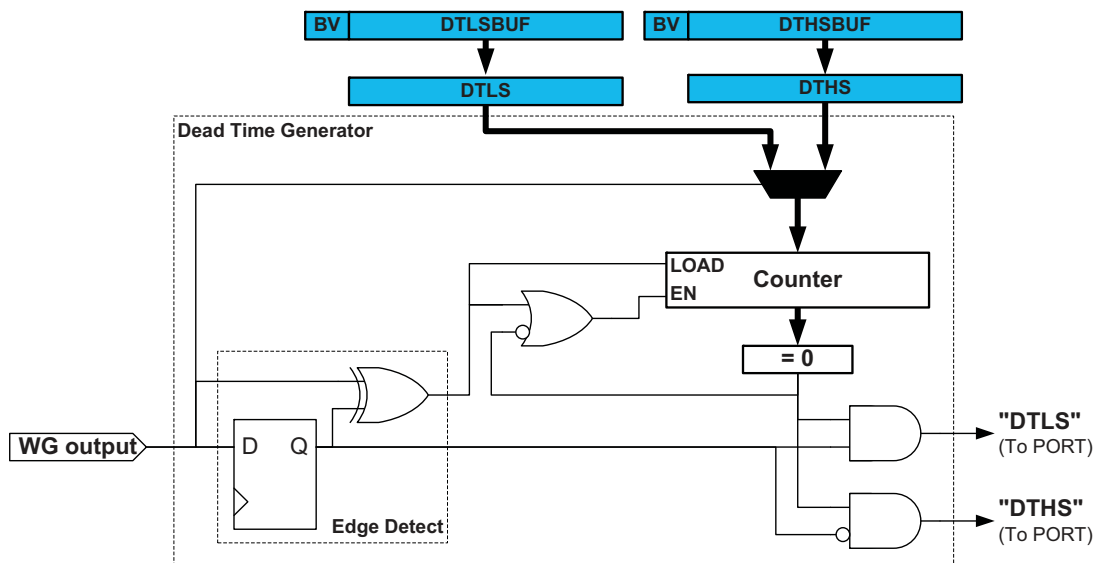 BV DTLSBUF
BV DTHSBUF
DTLS
DTHS
Dead Time Generator
LOAD
EN
Counter
= 0
WG output
D Q
Edge Detect
"DTLS"
(To PORT)
"DTHS"
(To PORT)